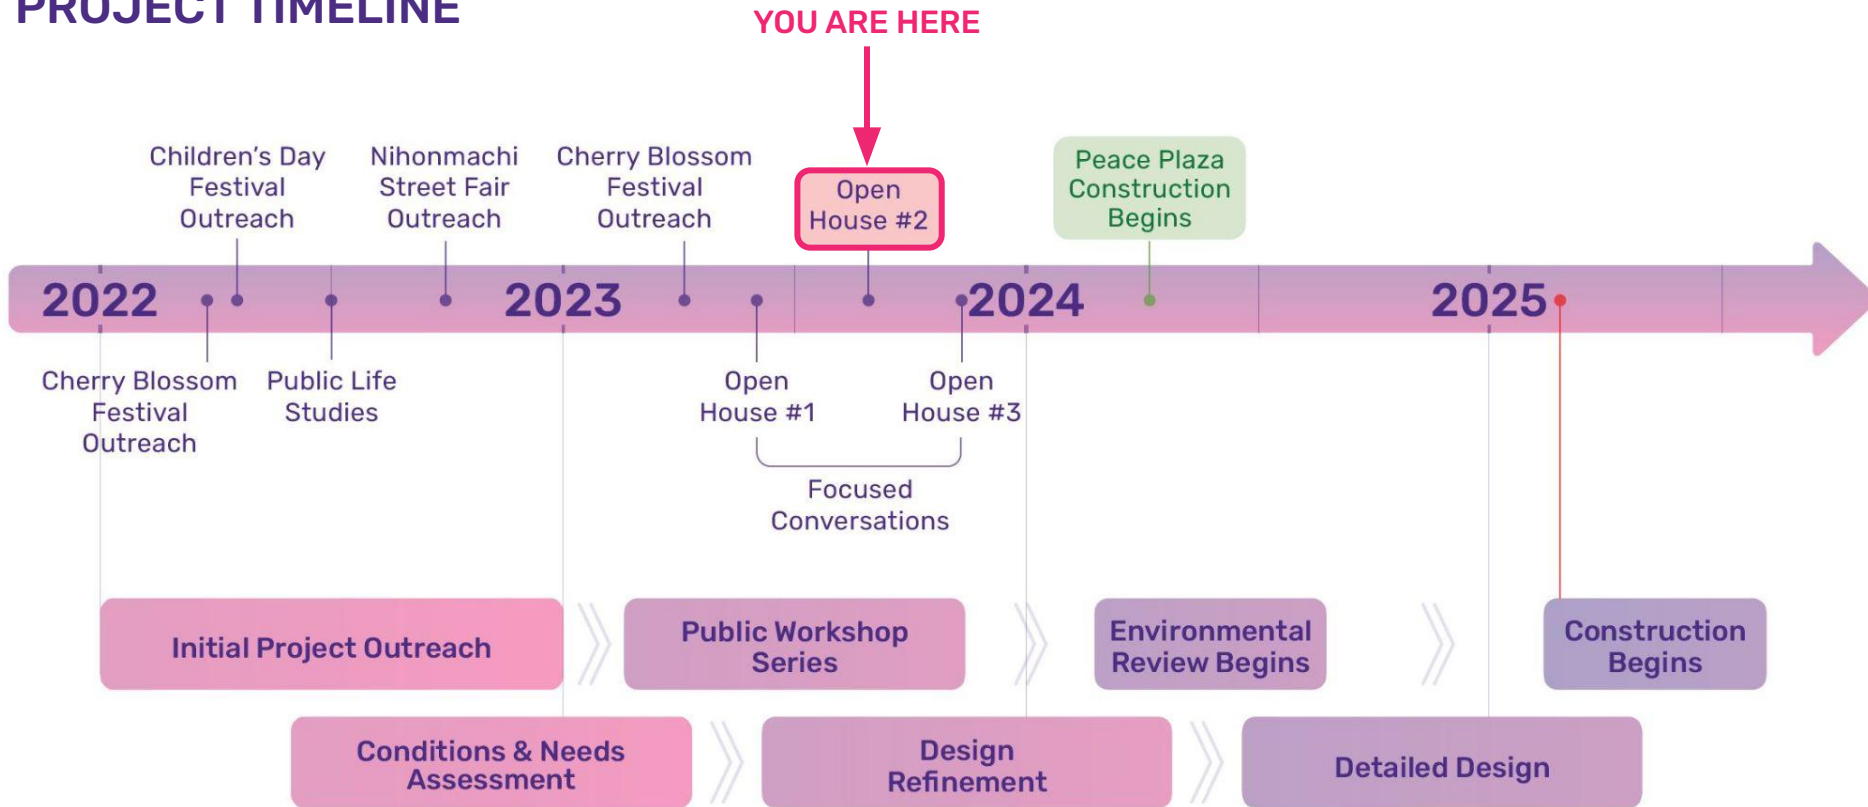 PROJECT TIMELINE
YOU ARE HERE
Children's Day
Festival
Outreach
Nihonmachi
Street Fair
Outreach
Cherry Blossom
Festival
Outreach
Open
House #2
Peace Plaza
Construction
Begins
2022
2023
2024
2025
Cherry Blossom
Festival
Outreach
Public Life
Studies
Open
House #1
Open
House #3
Focused
Conversations
Initial Project Outreach
Public Workshop
Series
Environmental
Review Begins
Construction
Begins
Conditions & Needs
Assessment
Design
Refinement
Detailed Design